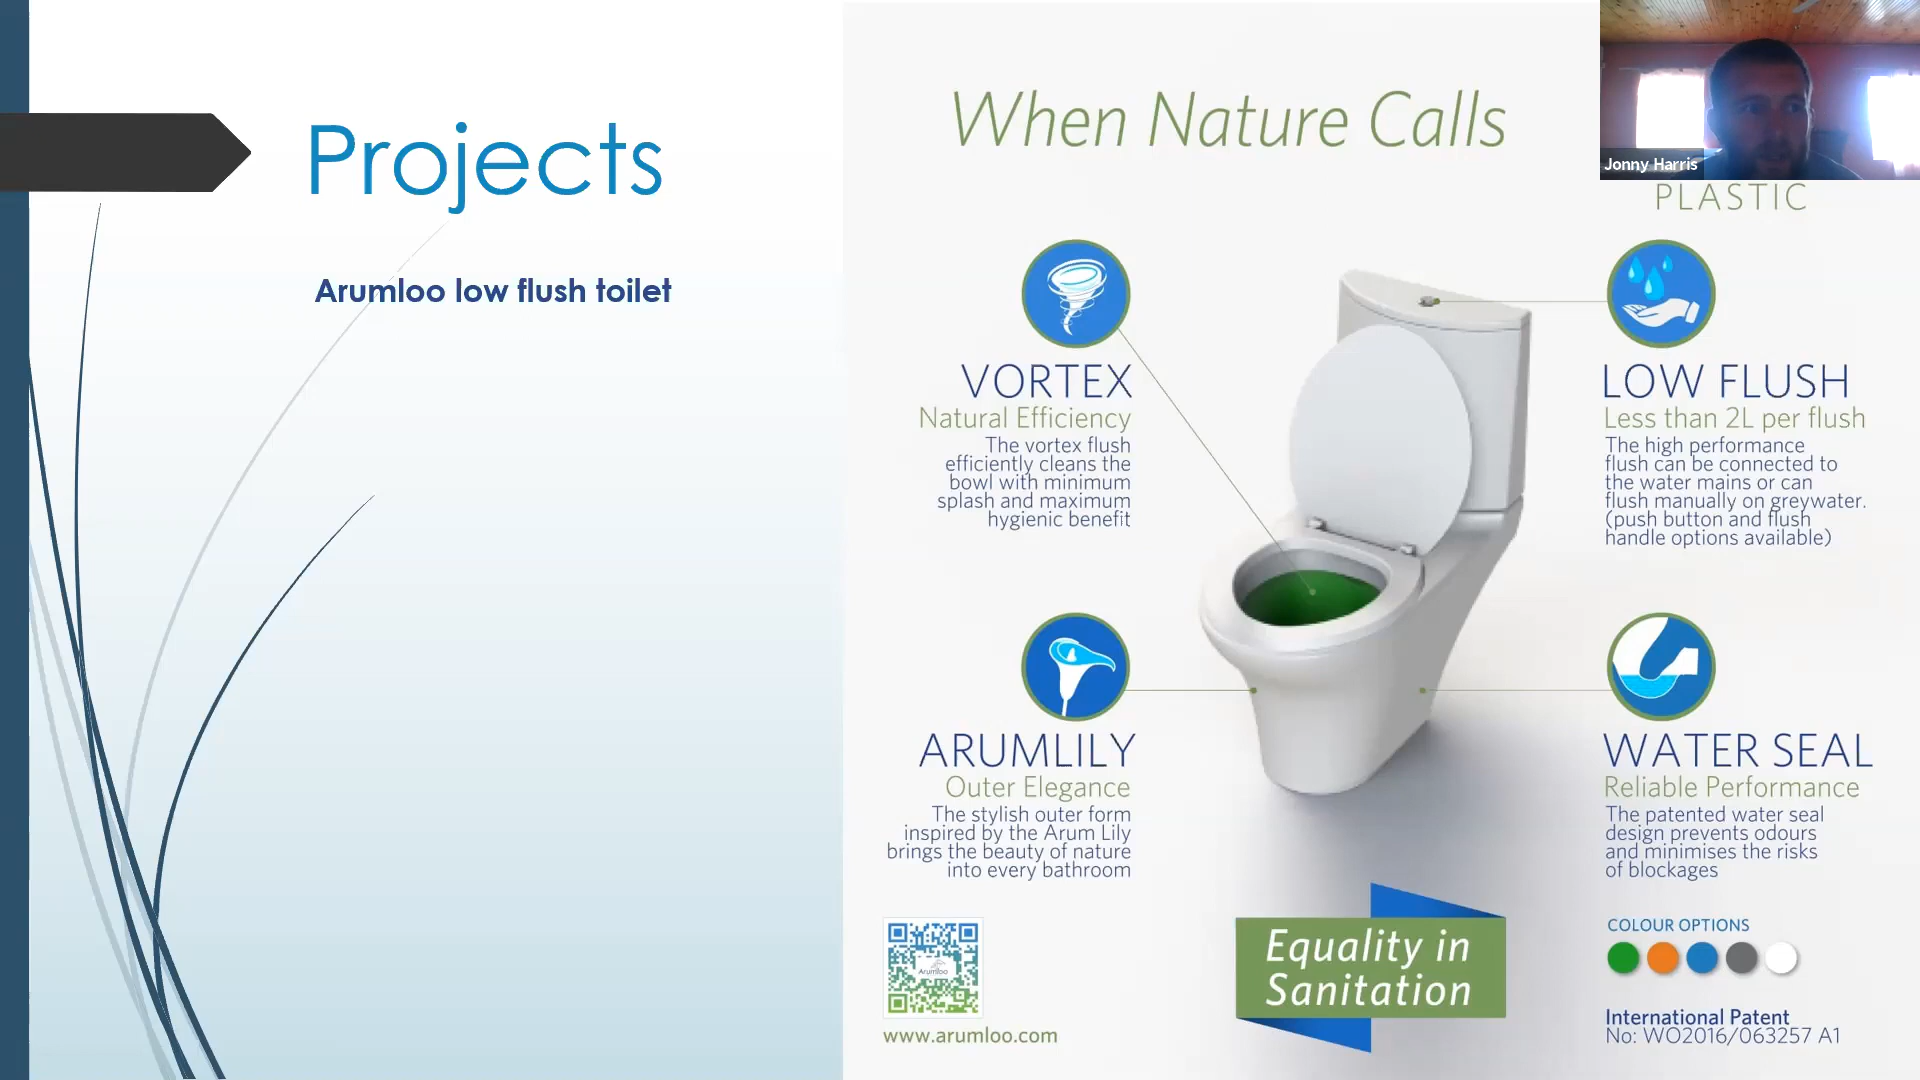 Projects
Arumloo low flush toilet
When Nature Calls
Jonny Harris
PLASTIC
VORTEX
Natural Efficiency
The vortex flush
efficiently cleans the
bowl with minimum
splash and maximum
hygienic benefit
LOW FLUSH
Less than 2L per flush
The high performance
flush can be connected to
the water mains or can
flush manually on greywater.
(push button and flush
handle options available)
ARUMLILY
Outer Elegance
The stylish outer form
inspired by the Arum Lily
brings the beauty of nature
into every bathroom
WATER SEAL
Reliable Performance
The patented water seal
design prevents odours
and minimises the risks
of blockages
Arumloo
www.arumloo.com
Equality in
Sanitation
COLOUR OPTIONS
International Patent
No: WO2016/063257 A1